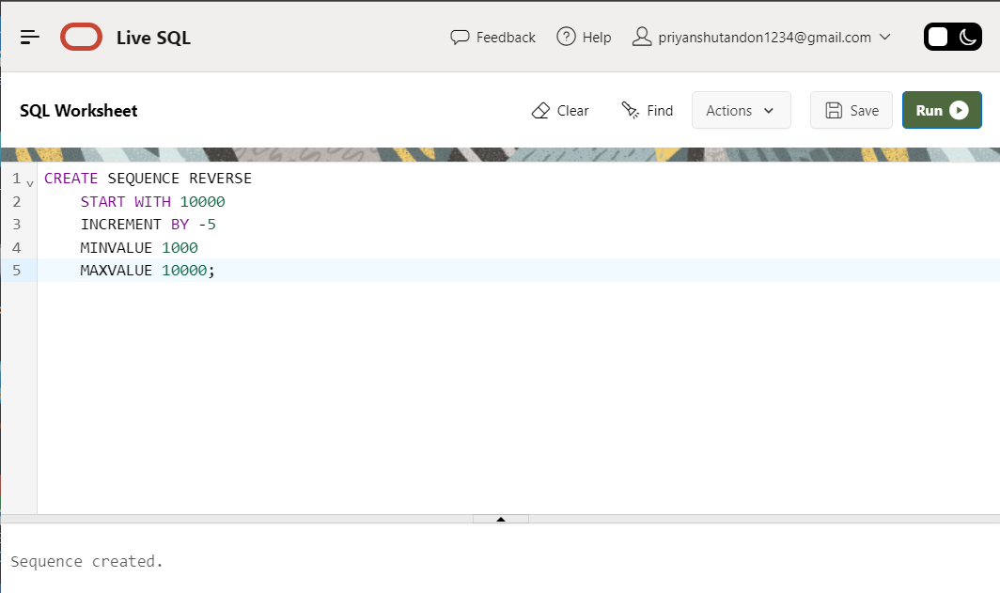 Live SQL Feedback Help priyanshutandon1234@gmail.com
SQL Worksheet Clear Find Actions Save Run
1 CREATE SEQUENCE REVERSE
2 START WITH 10000
3 INCREMENT BY -5
4 MINVALUE 1000
5 MAXVALUE 10000;
Sequence created.